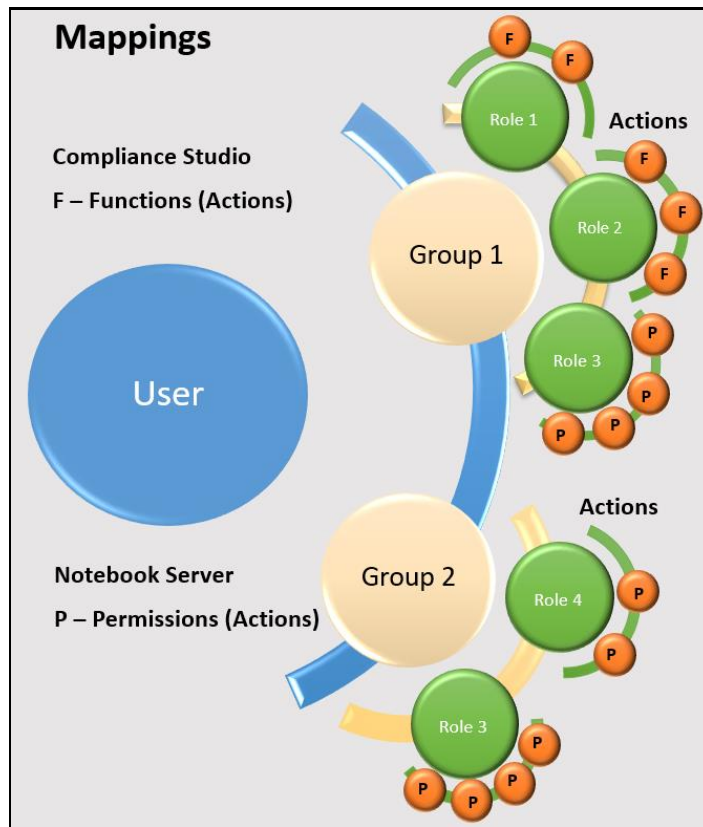 Mappings
F
F
Role 1
Actions
Compliance Studio
F – Functions (Actions)
F
F
F
Role 2
Group 1
Role 3
P
P
P
P
User
Actions
Notebook Server
P – Permissions (Actions)
Group 2
Role 4
P
P
Role 3
P
P
P
P